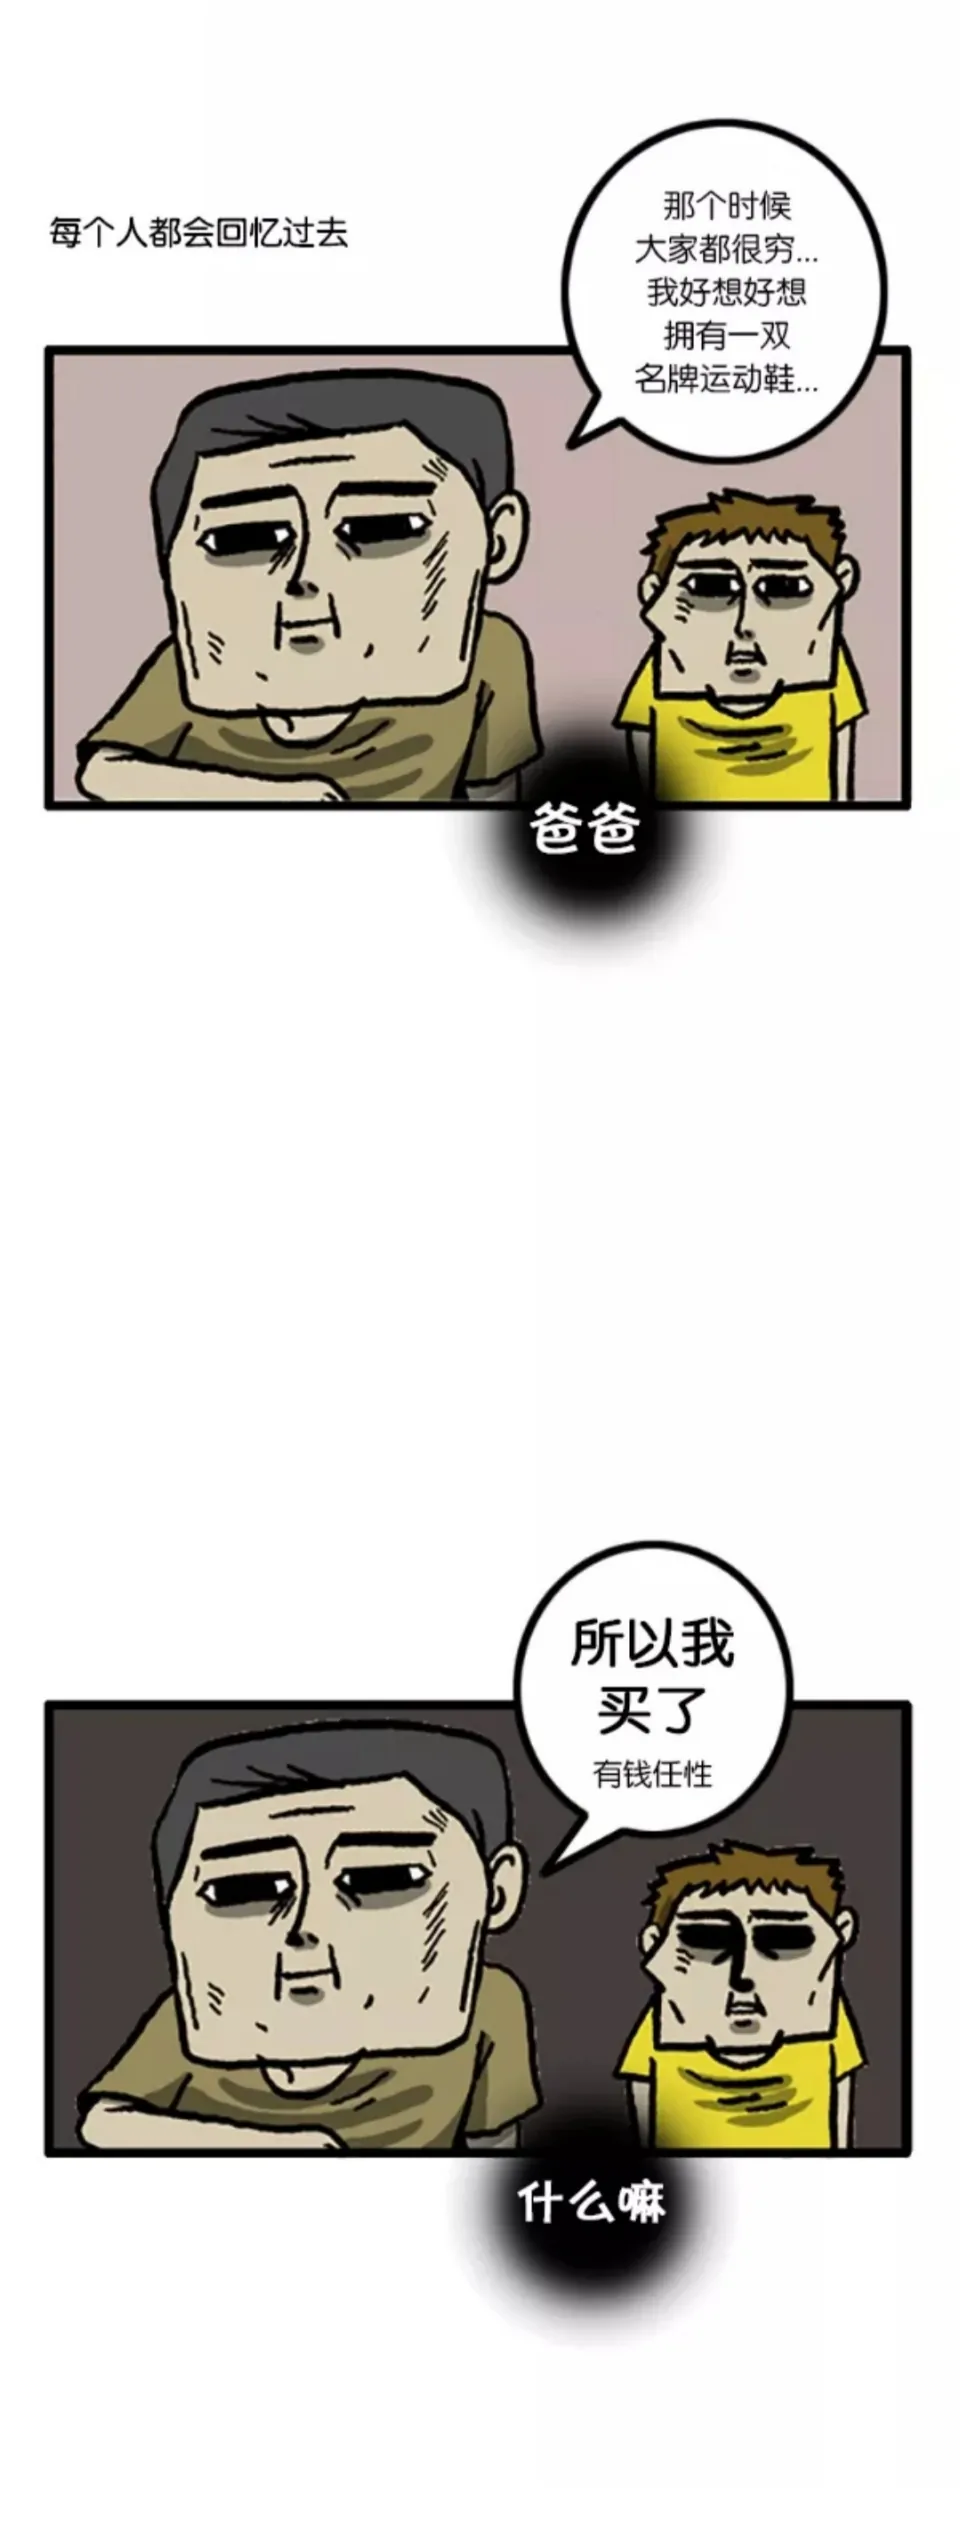 每个人都会回忆过去
那个时候
大家都很穷...
我好想好想
拥有一双
名牌运动鞋...
爸爸
所以我
买了
有钱任性
什么嘛